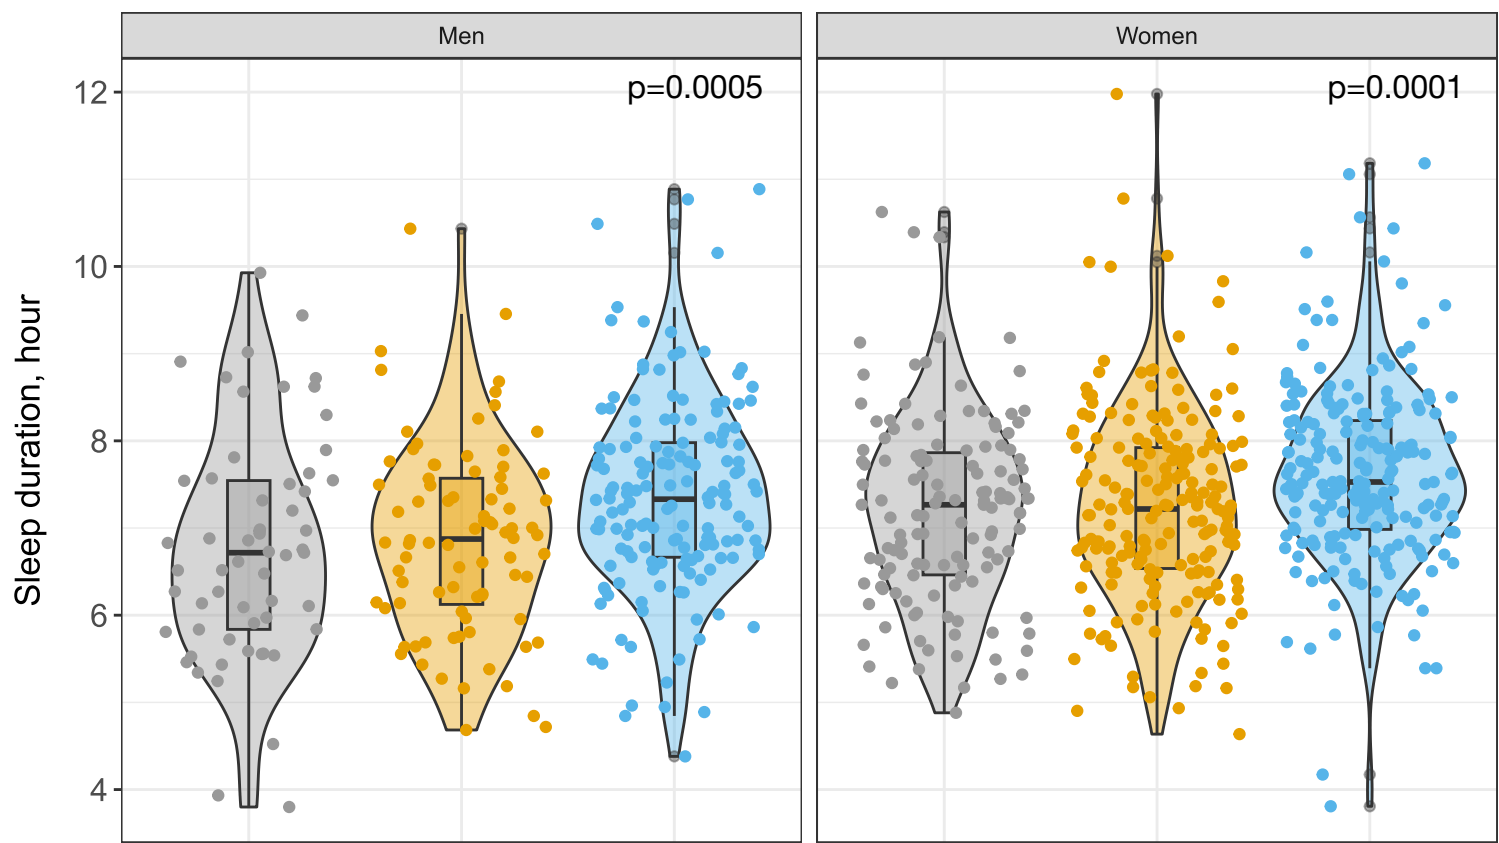 Men
Women
p=0.0005
p=0.0001
Sleep duration, hour
12
10
8
6
4